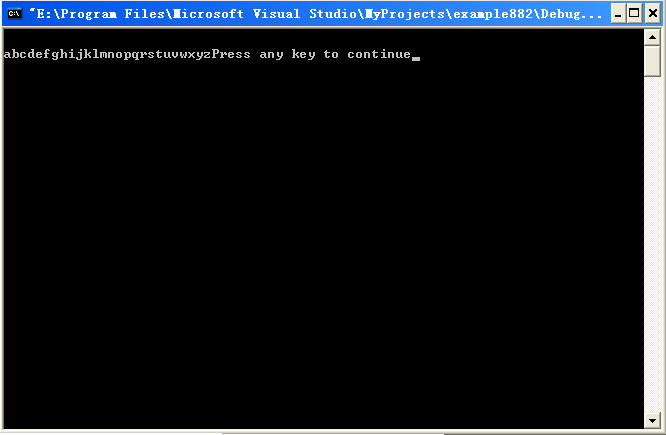 "E:\Program Files\Microsoft Visual Studio\MyProjects\example882\Debug...
abcdefghijklmnopqrstuvwxyzPress any key to continue